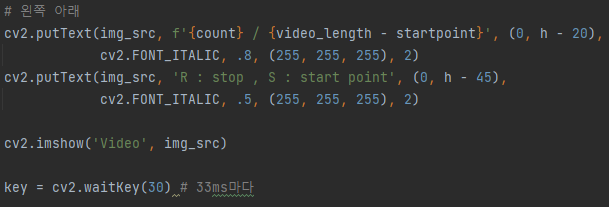 # 왼쪽 아래
cv2.putText(img_src, f'{count} / {video_length - startpoint}', (0, h - 20),
cv2.FONT_ITALIC, .8, (255, 255, 255), 2)
cv2.putText(img_src, 'R : stop , S : start point', (0, h - 45),
cv2.FONT_ITALIC, .5, (255, 255, 255), 2)
cv2.imshow('Video', img_src)
key = cv2.waitKey(30) # 33ms마다